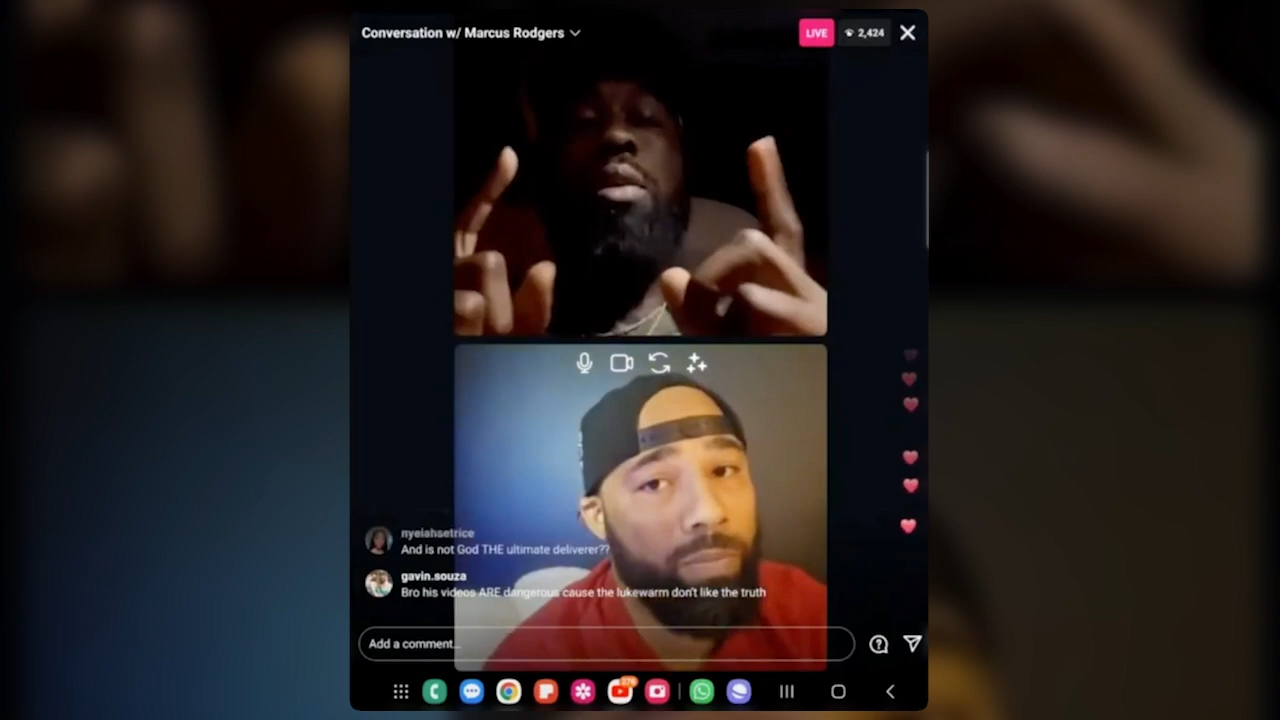 Conversation w/ Marcus Rodgers
LIVE
2,424
nyeiahsetrice
And is not God THE ultimate deliverer??
gavin.souza
Bro his videos ARE dangerous cause the lukewarm don't like the truth
Add a comment...
276